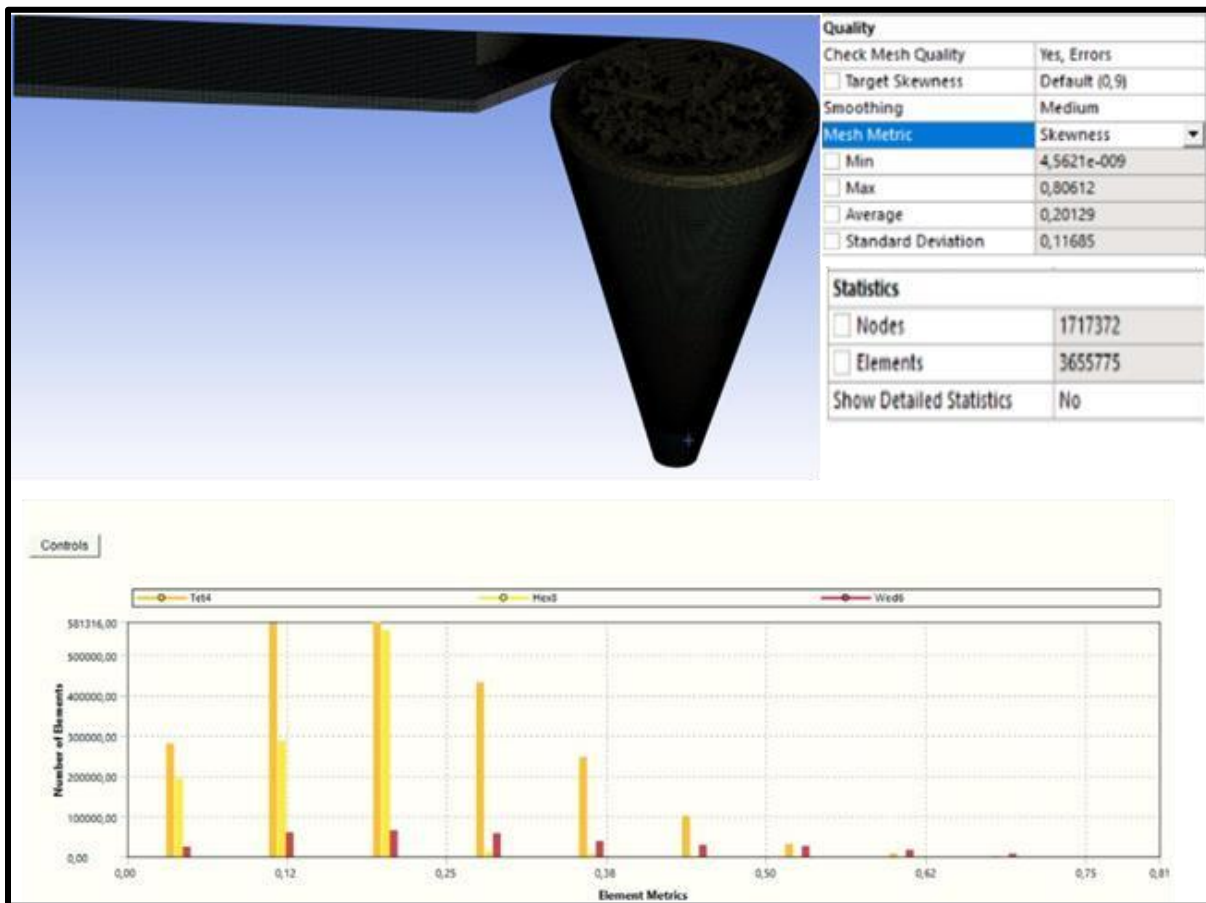 Quality
Check Mesh Quality Yes, Errors
Target Skewness Default (0,9)
Smoothing Medium
Mesh Metric Skewness
Min 4,5621e-009
Max 0,80612
Average 0,20129
Standard Deviation 0,11685
Statistics
Nodes 1717372
Elements 3655775
Show Detailed Statistics No
Controls
Tet4 Hex8 Wed6
581316,00
500000,00
400000,00
300000,00
200000,00
100000,00
0,00
Number of Elements
0,00 0,12 0,25 0,38 0,50 0,62 0,75 0,81
Element Metrics